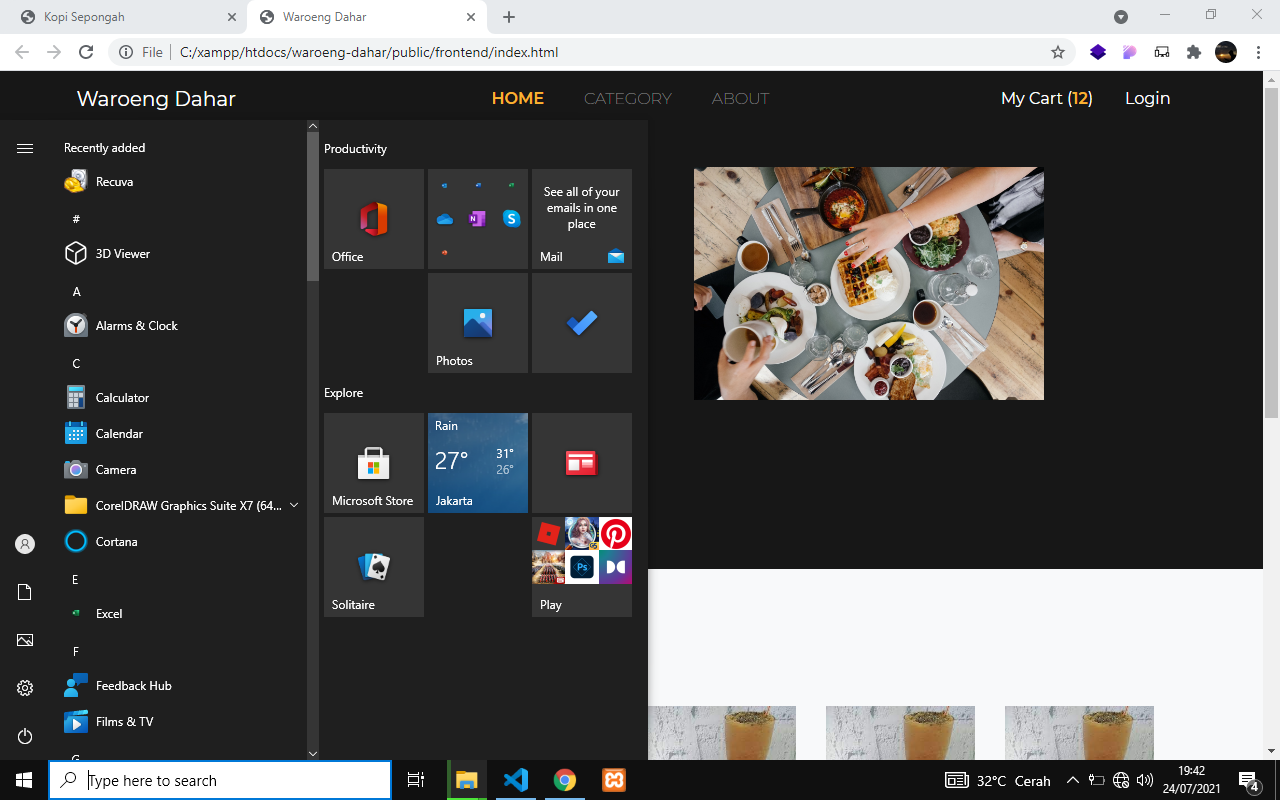 Kopi Sepongah
Waroeng Dahar
File
C:/xampp/htdocs/waroeng-dahar/public/frontend/index.html
Waroeng Dahar
HOME
CATEGORY
ABOUT
My Cart (12)
Login
Recently added
Recuva
#
3D Viewer
A
Alarms & Clock
C
Calculator
Calendar
Camera
CorelDRAW Graphics Suite X7 (64...
Cortana
E
Excel
F
Feedback Hub
Films & TV
G
Productivity
Office
N
S
See all of your
emails in one
place
Mail
Photos
Explore
Microsoft Store
Rain
27°
31°
26°
Jakarta
Solitaire
Ps
Play
Type here to search
32°C Cerah
19:42
24/07/2021
4